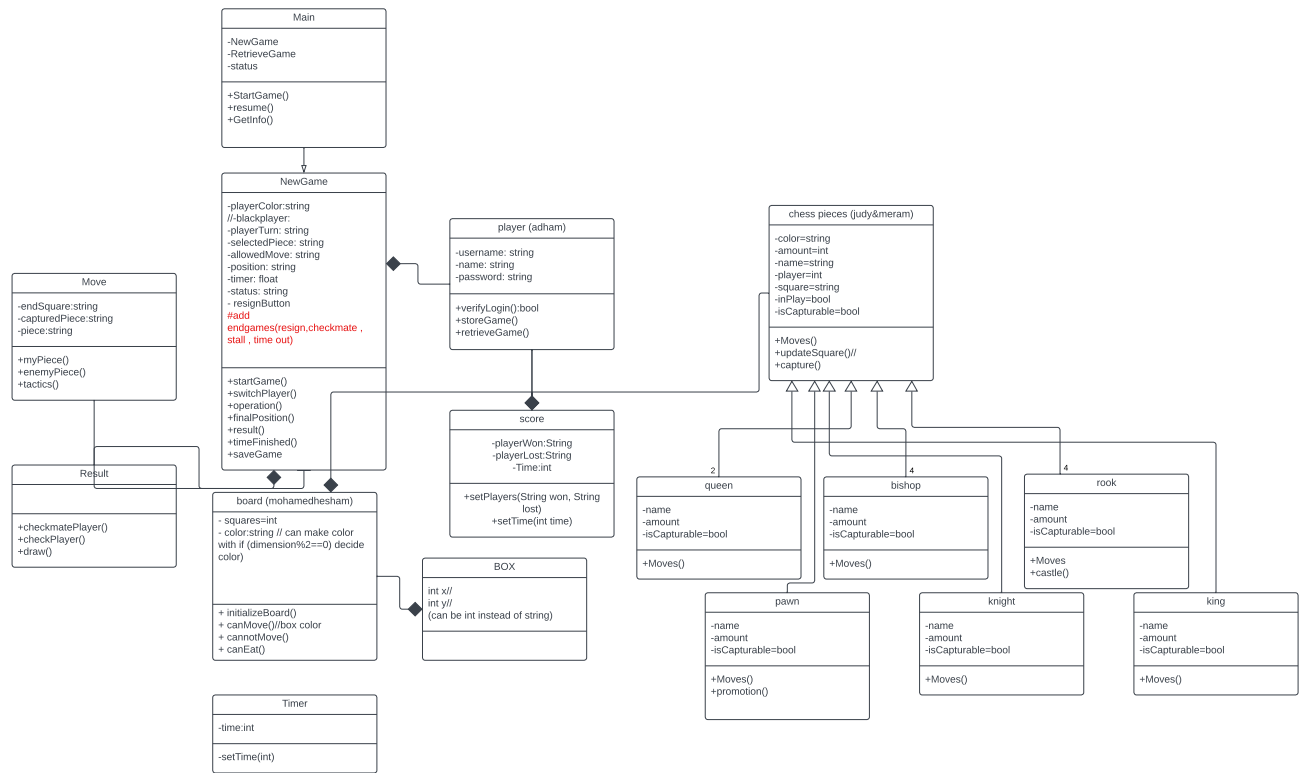 Main
-NewGame
-RetrieveGame
-status
+StartGame()
+resume()
+GetInfo()
NewGame
-playerColor:string
//-blackplayer:
-playerTurn: string
-selectedPiece: string
-allowedMove: string
-position: string
-timer: float
-status: string
- resignButton
#add
endgames(resign,checkmate ,
stall , time out)
+startGame()
+switchPlayer()
+operation()
+finalPosition()
+result()
+timeFinished()
+saveGame
player (adham)
-username: string
-name: string
-password: string
+verifyLogin():bool
+storeGame()
+retrieveGame()
chess pieces (judy&meram)
-color=string
-amount=int
-name=string
-player=int
-square=string
-inPlay=bool
-isCapturable=bool
+Moves()
+updateSquare()//
+capture()
Move
-endSquare:string
-capturedPiece:string
-piece:string
+myPiece()
+enemyPiece()
+tactics()
score
-playerWon:String
-playerLost:String
-Time:int
+setPlayers(String won, String
lost)
+setTime(int time)
Result
+checkmatePlayer()
+checkPlayer()
+draw()
board (mohamedhesham)
- squares=int
- color:string // can make color
with if (dimension%2==0) decide
color)
+ initializeBoard()
+ canMove()//box color
+ cannotMove()
+ canEat()
BOX
int x//
int y//
(can be int instead of string)
2
queen
-name
-amount
-isCapturable=bool
+Moves()
4
bishop
-name
-amount
-isCapturable=bool
+Moves()
4
rook
-name
-amount
-isCapturable=bool
+Moves
+castle()
pawn
-name
-amount
-isCapturable=bool
+Moves()
+promotion()
knight
-name
-amount
-isCapturable=bool
+Moves()
king
-name
-amount
-isCapturable=bool
+Moves()
Timer
-time:int
-setTime(int)